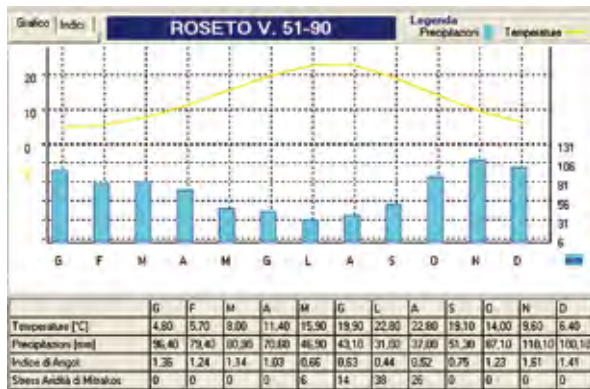 Grafico Indici
ROSETO V. 51-90
Legenda
Precipitazioni Temperature
20
10
0
131
106
81
56
31
6
G F M A M G L A S O N D
G F M A M G L A S O N D
Temperature [°C] 4,80 5,70 8,00 11,40 15,90 19,90 22,80 22,80 19,10 14,00 9,60 6,40
Precipitazioni [mm] 96,40 79,40 80,90 70,60 46,90 43,10 31,00 37,00 51,30 87,10 110,10 100,10
Indice di Angot 1,36 1,24 1,14 1,03 0,66 0,63 0,44 0,52 0,75 1,23 1,61 1,41
Stress Aridità di Mitrakos 0 0 0 0 6 14 38 26 0 0 0 0